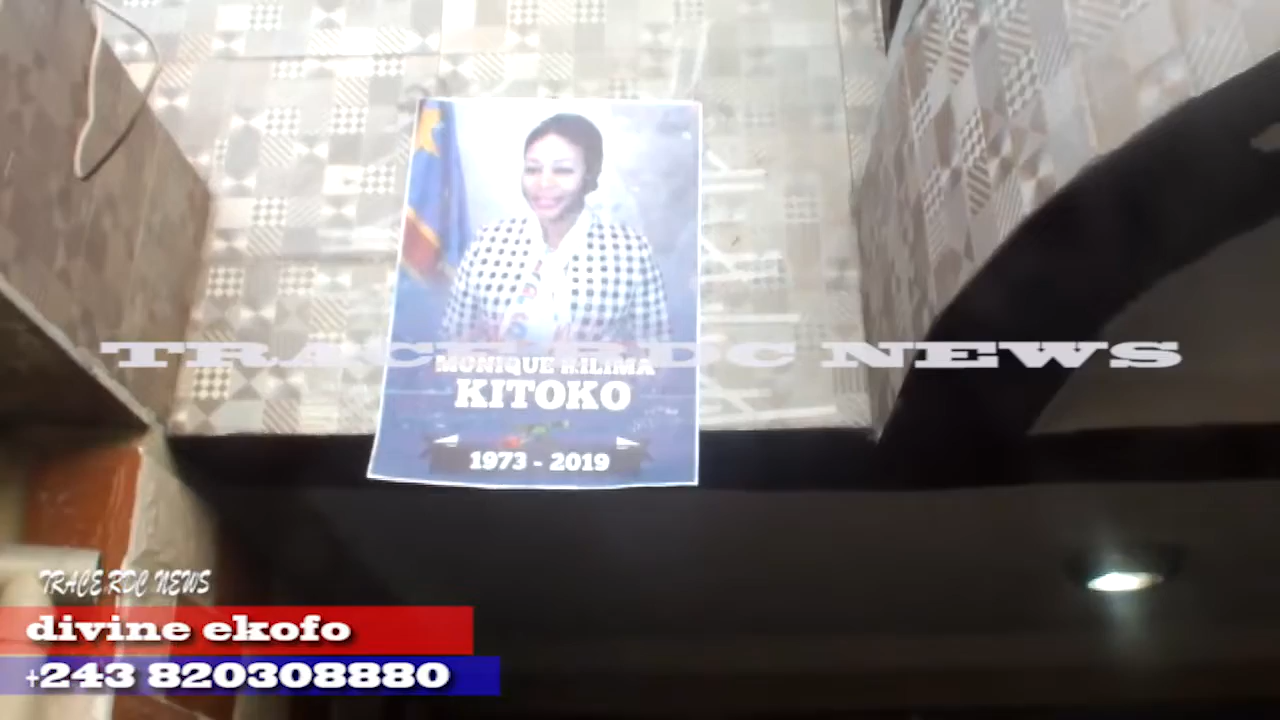 TRACE RDC NEWS
MONIQUE KILIMA
KITOKO
1973 - 2019
TRACE RDC NEWS
divine ekofo
+243 820308880